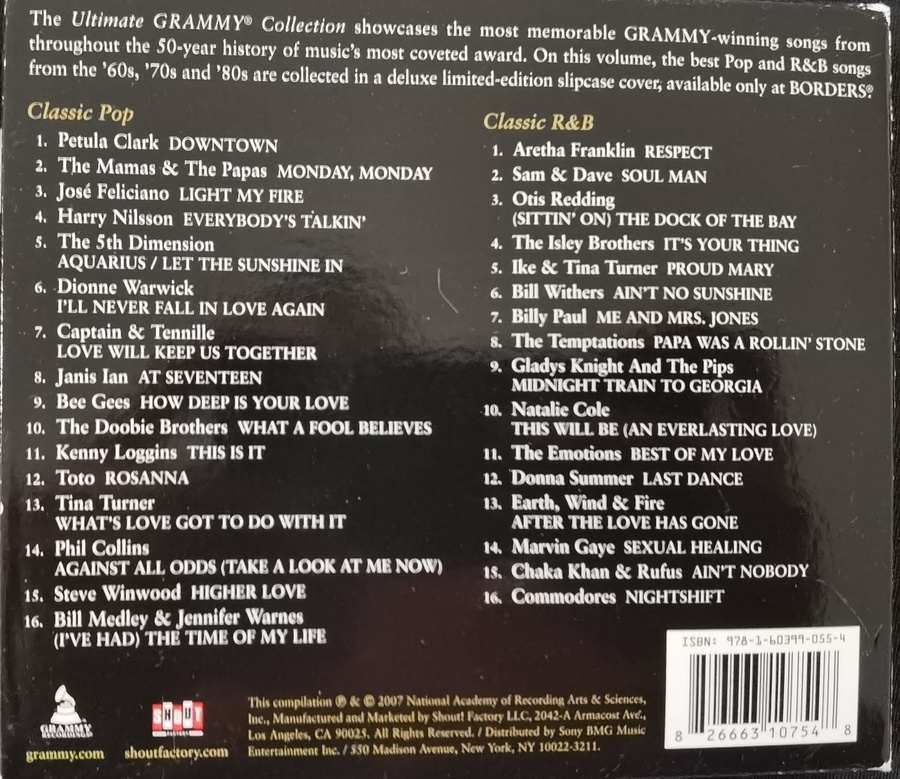 The Ultimate GRAMMY® Collection showcases the most memorable GRAMMY-winning songs from
throughout the 50-year history of music's most coveted award. On this volume, the best Pop and R&B songs
from the '60s, '70s and '80s are collected in a deluxe limited-edition slipcase cover, available only at BORDERS®.
Classic Pop
1. Petula Clark DOWNTOWN
2. The Mamas & The Papas MONDAY, MONDAY
3. José Feliciano LIGHT MY FIRE
4. Harry Nilsson EVERYBODY'S TALKIN'
5. The 5th Dimension
AQUARIUS / LET THE SUNSHINE IN
6. Dionne Warwick
I'LL NEVER FALL IN LOVE AGAIN
7. Captain & Tennille
LOVE WILL KEEP US TOGETHER
8. Janis Ian AT SEVENTEEN
9. Bee Gees HOW DEEP IS YOUR LOVE
10. The Doobie Brothers WHAT A FOOL BELIEVES
11. Kenny Loggins THIS IS IT
12. Toto ROSANNA
13. Tina Turner
WHAT'S LOVE GOT TO DO WITH IT
14. Phil Collins
AGAINST ALL ODDS (TAKE A LOOK AT ME NOW)
15. Steve Winwood HIGHER LOVE
16. Bill Medley & Jennifer Warnes
(I'VE HAD) THE TIME OF MY LIFE
Classic R&B
1. Aretha Franklin RESPECT
2. Sam & Dave SOUL MAN
3. Otis Redding
(SITTIN' ON) THE DOCK OF THE BAY
4. The Isley Brothers IT'S YOUR THING
5. Ike & Tina Turner PROUD MARY
6. Bill Withers AIN'T NO SUNSHINE
7. Billy Paul ME AND MRS. JONES
8. The Temptations PAPA WAS A ROLLIN' STONE
9. Gladys Knight And The Pips
MIDNIGHT TRAIN TO GEORGIA
10. Natalie Cole
THIS WILL BE (AN EVERLASTING LOVE)
11. The Emotions BEST OF MY LOVE
12. Donna Summer LAST DANCE
13. Earth, Wind & Fire
AFTER THE LOVE HAS GONE
14. Marvin Gaye SEXUAL HEALING
15. Chaka Khan & Rufus AIN'T NOBODY
16. Commodores NIGHTSHIFT
ISBN: 978-1-60399-055-4
8 26663 10754 8
GRAMMY
RECORDINGS
grammy.com
SHOUT
FACTORY
shoutfactory.com
This compilation ℗ & © 2007 National Academy of Recording Arts & Sciences,
Inc., Manufactured and Marketed by Shout! Factory LLC, 2042-A Armacost Ave.,
Los Angeles, CA 90025. All Rights Reserved. / Distributed by Sony BMG Music
Entertainment Inc. / 550 Madison Avenue, New York, NY 10022-3211.